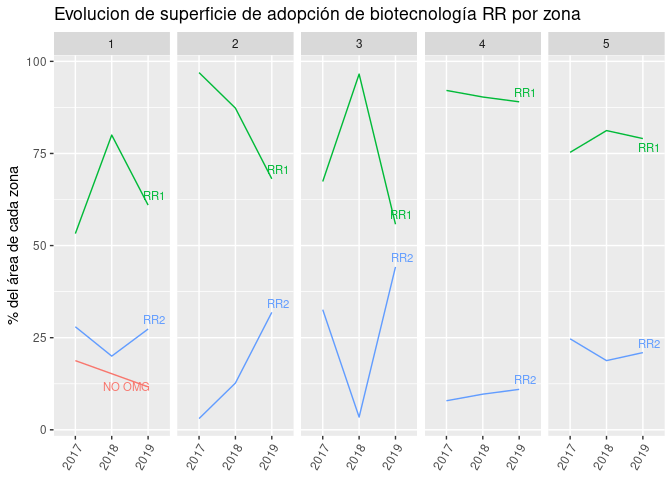 Evolucion de superficie de adopción de biotecnología RR por zona
1 2 3 4 5
% del área de cada zona
100
75
50
25
0
RR1
RR2
NO OMG
RR1
RR2
RR1
RR2
RR1
RR2
RR1
RR2
2017 2018 2019 2017 2018 2019 2017 2018 2019 2017 2018 2019 2017 2018 2019